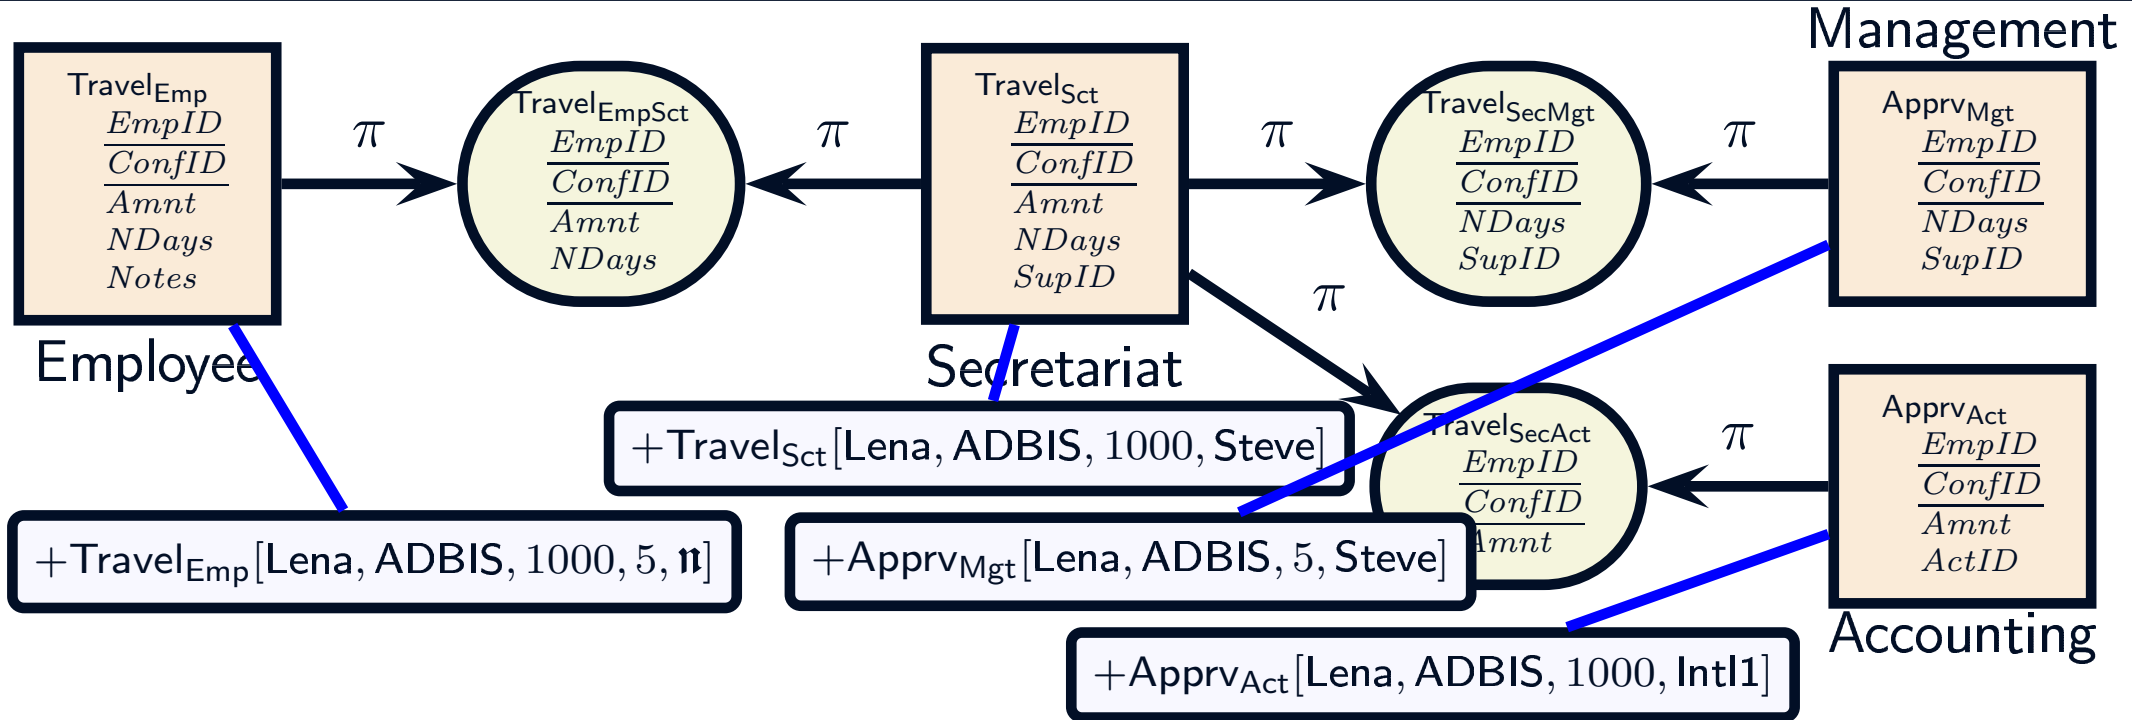 Management
Travel_Emp
EmpID
ConfID
Amnt
NDays
Notes
Employee
π
Travel_EmpSct
EmpID
ConfID
Amnt
NDays
π
Travel_Sct
EmpID
ConfID
Amnt
NDays
SupID
Secretariat
π
Travel_SecMgt
EmpID
ConfID
NDays
SupID
π
Apprv_Mgt
EmpID
ConfID
NDays
SupID
π
Travel_SecAct
EmpID
ConfID
Amnt
π
Apprv_Act
EmpID
ConfID
Amnt
ActID
Accounting
+Travel_Sct[Lena, ADBIS, 1000, Steve]
+Travel_Emp[Lena, ADBIS, 1000, 5, 𝖓]
+Apprv_Mgt[Lena, ADBIS, 5, Steve]
+Apprv_Act[Lena, ADBIS, 1000, Intl1]